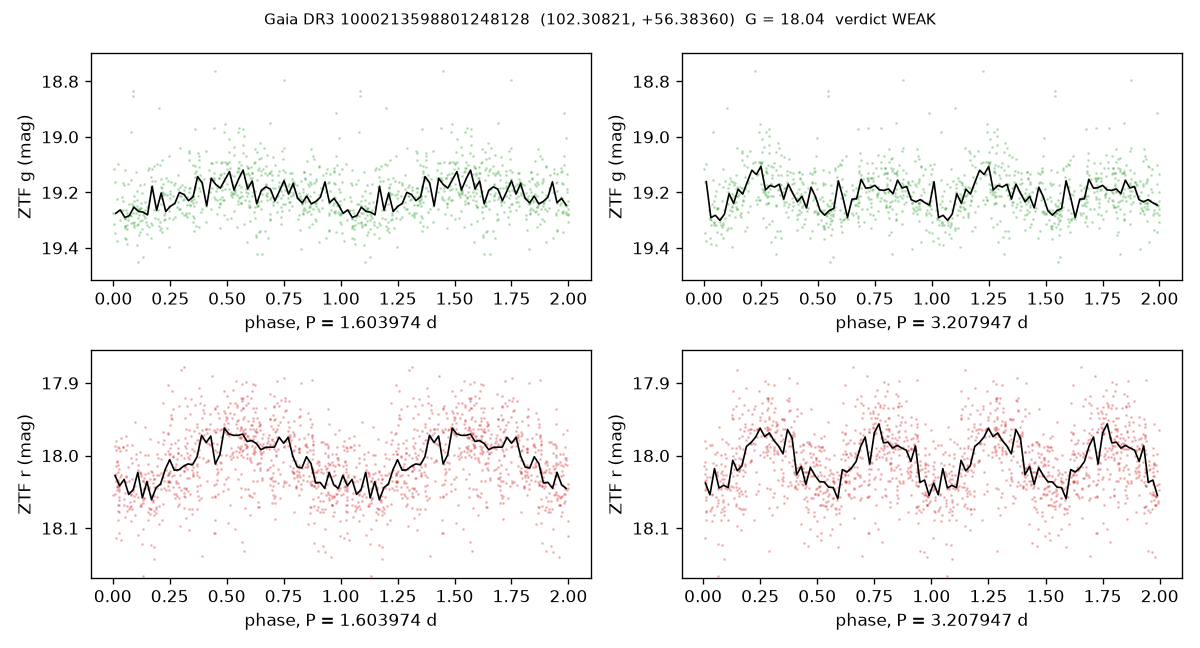 Gaia DR3 1000213598801248128 (102.30821, +56.38360) G = 18.04 verdict WEAK
ZTF g (mag)
18.8
19.0
19.2
19.4
0.00 0.25 0.50 0.75 1.00 1.25 1.50 1.75 2.00
phase, P = 1.603974 d
ZTF g (mag)
18.8
19.0
19.2
19.4
0.00 0.25 0.50 0.75 1.00 1.25 1.50 1.75 2.00
phase, P = 3.207947 d
ZTF r (mag)
17.9
18.0
18.1
0.00 0.25 0.50 0.75 1.00 1.25 1.50 1.75 2.00
phase, P = 1.603974 d
ZTF r (mag)
17.9
18.0
18.1
0.00 0.25 0.50 0.75 1.00 1.25 1.50 1.75 2.00
phase, P = 3.207947 d